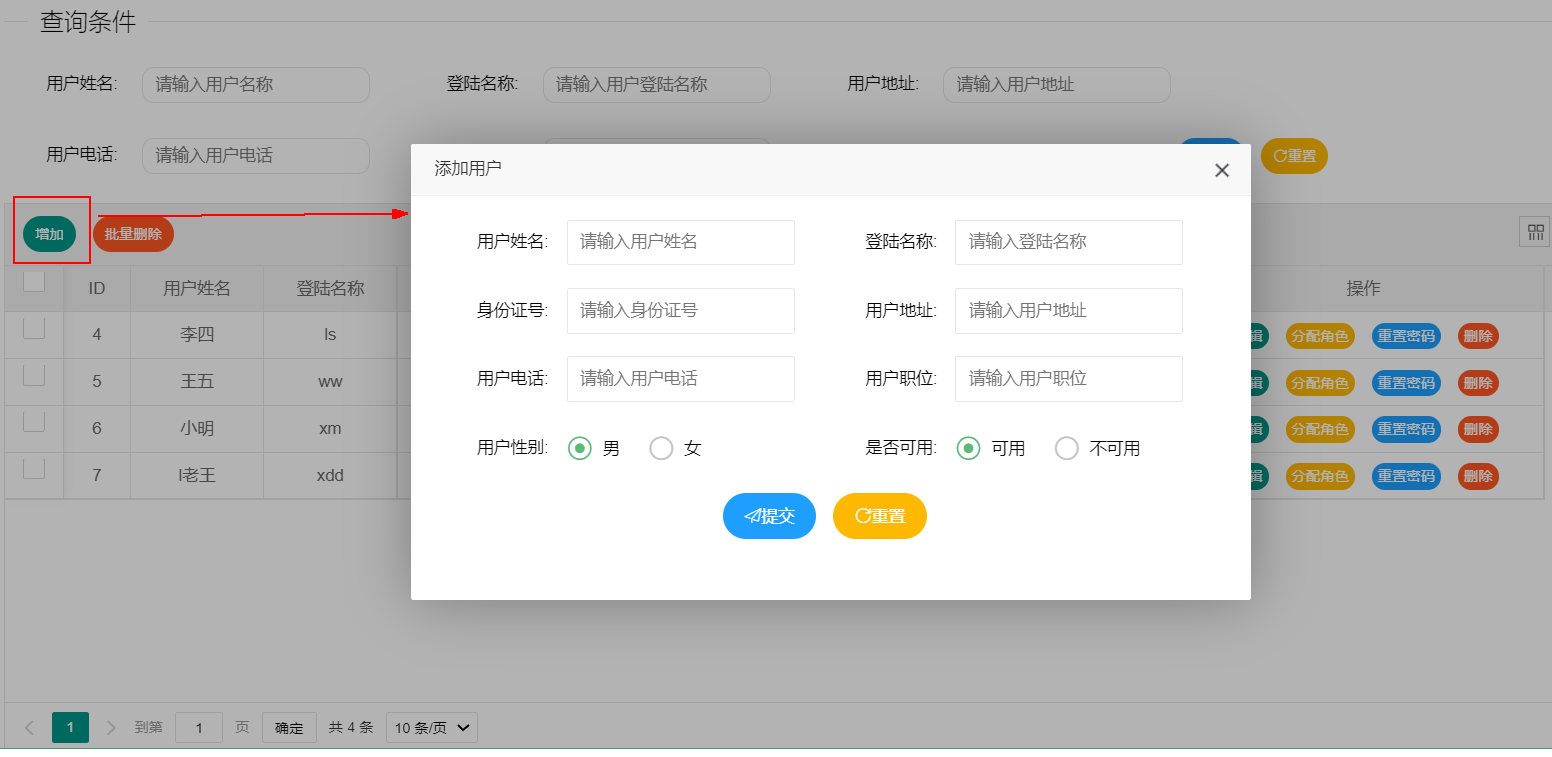 查询条件
用户姓名: 请输入用户名称 登陆名称: 请输入用户登陆名称 用户地址: 请输入用户地址
用户电话: 请输入用户电话 重置
添加用户
增加 批量删除
用户姓名: 请输入用户姓名 登陆名称: 请输入登陆名称
身份证号: 请输入身份证号 用户地址: 请输入用户地址
用户电话: 请输入用户电话 用户职位: 请输入用户职位
用户性别: 男 女 是否可用: 可用 不可用
提交 重置
ID 用户姓名 登陆名称 操作
4 李四 ls 辑 分配角色 重置密码 删除
5 王五 ww 辑 分配角色 重置密码 删除
6 小明 xm 辑 分配角色 重置密码 删除
7 l老王 xdd 辑 分配角色 重置密码 删除
1 到第 1 页 确定 共 4 条 10 条/页